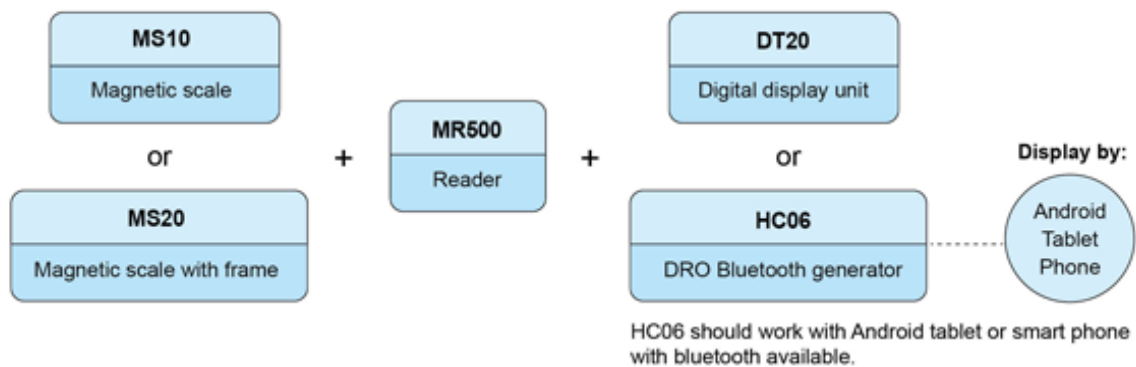 MS10
Magnetic scale
or
MS20
Magnetic scale with frame
+
MR500
Reader
+
DT20
Digital display unit
or
HC06
DRO Bluetooth generator
Display by:
Android
Tablet
Phone
HC06 should work with Android tablet or smart phone
with bluetooth available.